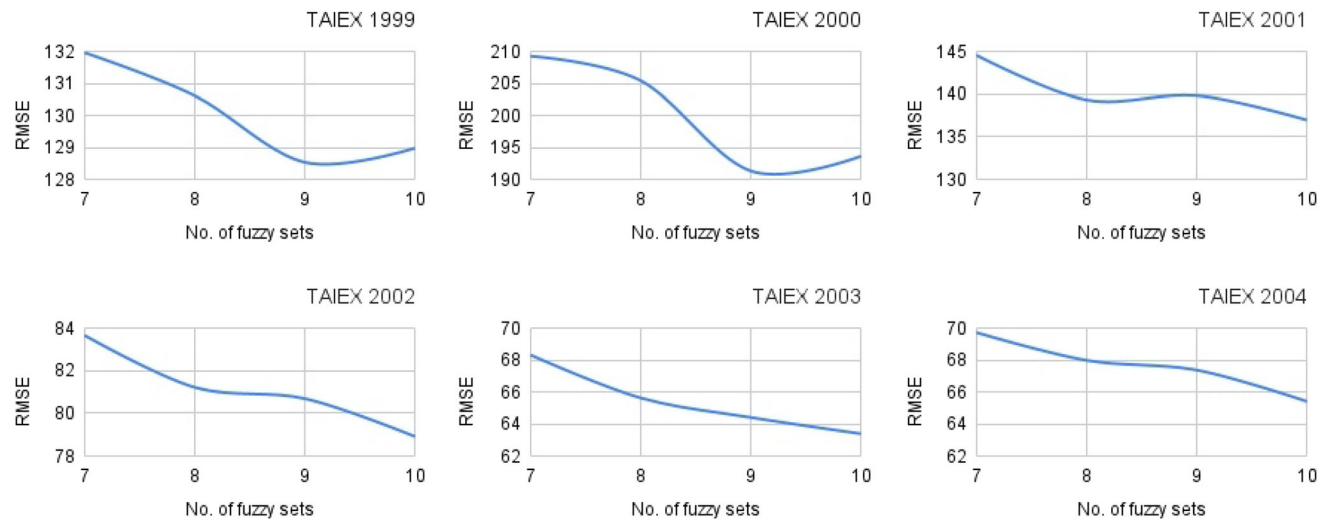 TAIEX 1999
132
131
130
129
128
RMSE
7 8 9 10
No. of fuzzy sets
TAIEX 2000
210
205
200
195
190
RMSE
7 8 9 10
No. of fuzzy sets
TAIEX 2001
145
140
135
130
RMSE
7 8 9 10
No. of fuzzy sets
TAIEX 2002
84
82
80
78
RMSE
7 8 9 10
No. of fuzzy sets
TAIEX 2003
70
68
66
64
62
RMSE
7 8 9 10
No. of fuzzy sets
TAIEX 2004
70
68
66
64
62
RMSE
7 8 9 10
No. of fuzzy sets